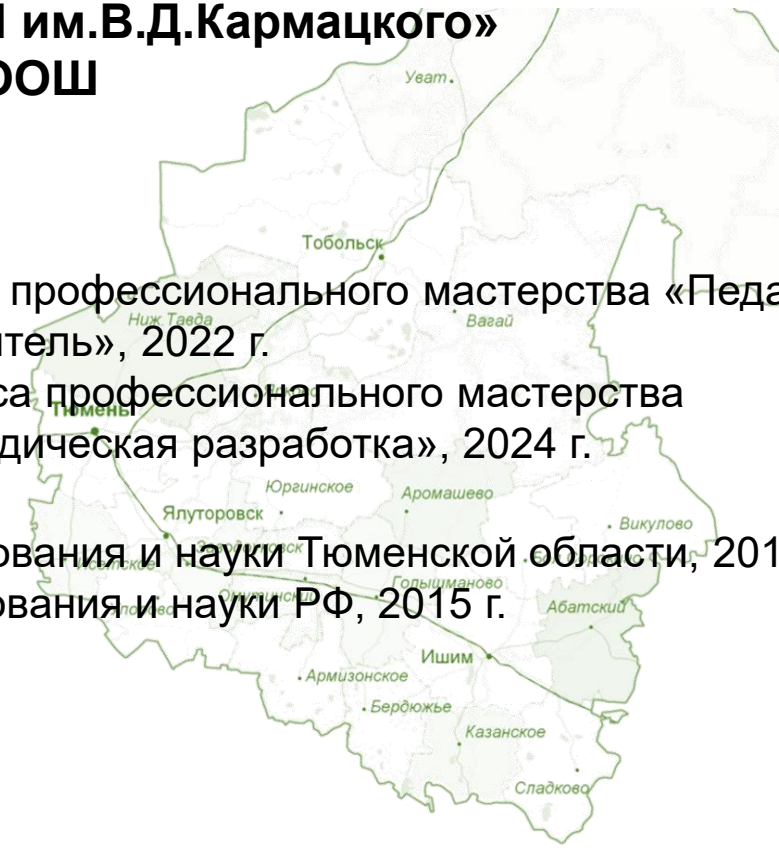 I им.В.Д.Кармацкого»
ООШ
Уват
Тобольск
профессионального мастерства «Педа
Ниж.Тавда
Вагай
итель», 2022 г.
са профессионального мастерства
Тюмень
дическая разработка», 2024 г.
Юргинское
Аромашево
Ялуторовск
Викулово
ования и науки Тюменской области, 201
Голышманово
ования и науки РФ, 2015 г.
Абатский
Ишим
Армизонское
Бердюжье
Казанское
Сладково